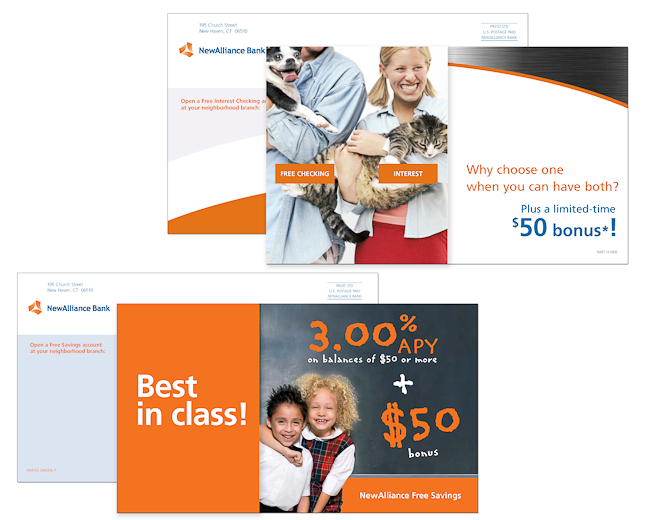 195 Church Street
New Haven, CT 06510
PRSTD STD
U.S. POSTAGE PAID
NEWALLIANCE BANK
NewAlliance Bank
Open a Free Interest Checking
at your neighborhood branch:
FREE CHECKING
INTEREST
Why choose one
when you can have both?
Plus a limited-time
$50 bonus*!
195 Church Street
New Haven, CT 06510
PRSTD STD
U.S. POSTAGE PAID
NEWALLIANCE BANK
NewAlliance Bank
Open a Free Savings account
at your neighborhood branch:
Best
in class!
3.00%
APY
on balances of $50 or more
+
$50
bonus
NewAlliance Free Savings